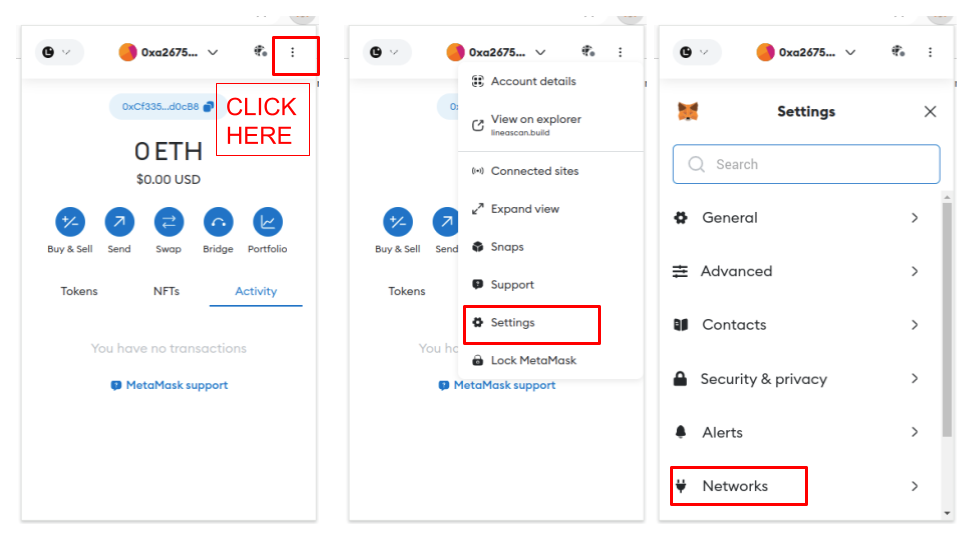 0xa2675...
0xCf335...d0cB8
CLICK
HERE
0 ETH
$0.00 USD
Buy & Sell
Send
Swap
Bridge
Portfolio
Tokens
NFTs
Activity
You have no transactions
MetaMask support
0xa2675...
0x
Account details
View on explorer
lineascan.build
Connected sites
Expand view
Snaps
Support
Settings
Lock MetaMask
Buy & Sell
Send
Tokens
You ha
MetaMask support
0xa2675...
Settings
Search
General
Advanced
Contacts
Security & privacy
Alerts
Networks